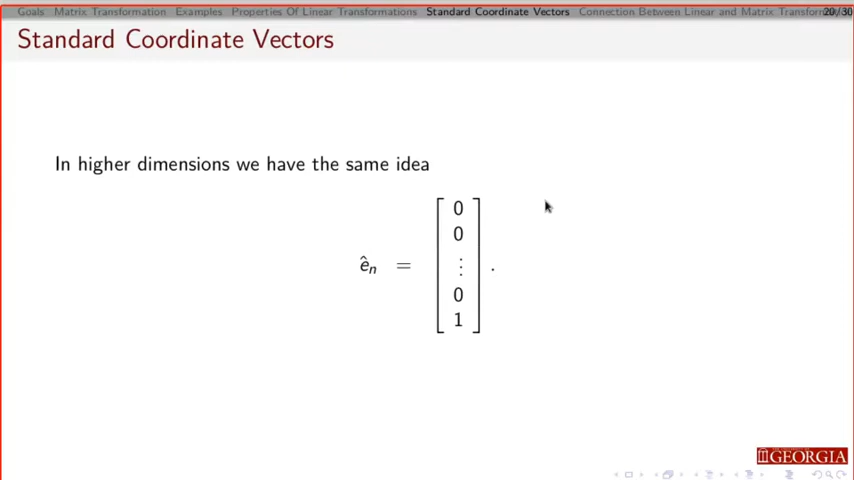 Goals Matrix Transformation Examples Properties Of Linear Transformations Standard Coordinate Vectors Connection Between Linear and Matrix 20/30
Standard Coordinate Vectors
In higher dimensions we have the same idea
ê_n = [0 0 ⋮ 0 1].
GEORGIA